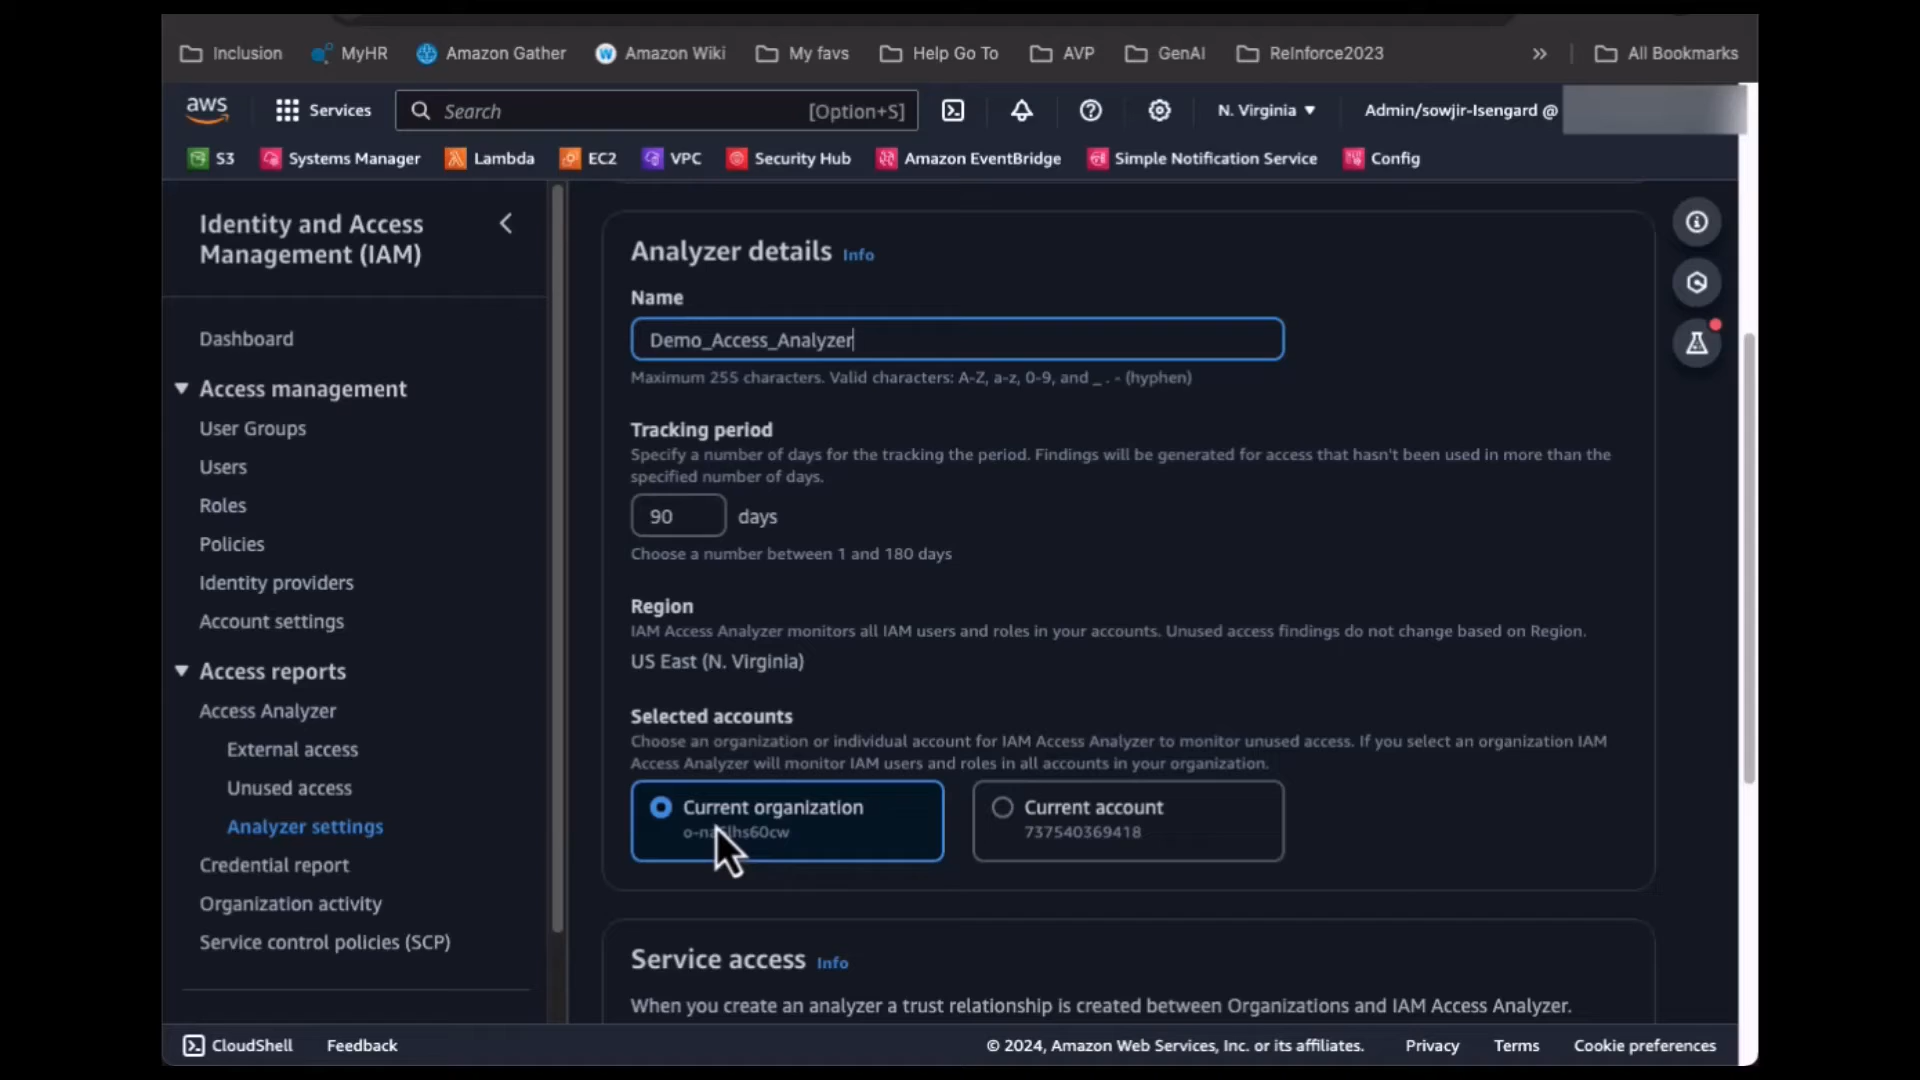 Inclusion MyHR Amazon Gather Amazon Wiki My favs Help Go To AVP GenAI ReInforce2023 » All Bookmarks
aws Services Search [Option+S] N. Virginia Admin/sowjir-Isengard @
S3 Systems Manager Lambda EC2 VPC Security Hub Amazon EventBridge Simple Notification Service Config
Identity and Access
Management (IAM)
Dashboard
Access management
User Groups
Users
Roles
Policies
Identity providers
Account settings
Access reports
Access Analyzer
External access
Unused access
Analyzer settings
Credential report
Organization activity
Service control policies (SCP)
Analyzer details Info
Name
Demo_Access_Analyzer
Maximum 255 characters. Valid characters: A-Z, a-z, 0-9, and _ . - (hyphen)
Tracking period
Specify a number of days for the tracking the period. Findings will be generated for access that hasn't been used in more than the
specified number of days.
90 days
Choose a number between 1 and 180 days
Region
IAM Access Analyzer monitors all IAM users and roles in your accounts. Unused access findings do not change based on Region.
US East (N. Virginia)
Selected accounts
Choose an organization or individual account for IAM Access Analyzer to monitor unused access. If you select an organization IAM
Access Analyzer will monitor IAM users and roles in all accounts in your organization.
Current organization
Current account
737540369418
Service access Info
When you create an analyzer a trust relationship is created between Organizations and IAM Access Analyzer.
CloudShell Feedback © 2024, Amazon Web Services, Inc. or its affiliates. Privacy Terms Cookie preferences